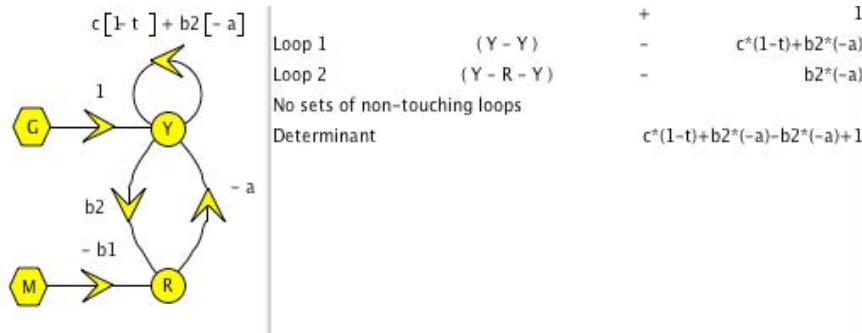 c[1- t ] + b2[- a]
1
G
Y
- a
b2
- b1
M
R
+ 1
Loop 1 ( Y - Y ) - c*(1-t)+b2*(-a)
Loop 2 ( Y - R - Y ) - b2*(-a)
No sets of non-touching loops
Determinant c*(1-t)+b2*(-a)-b2*(-a)+1